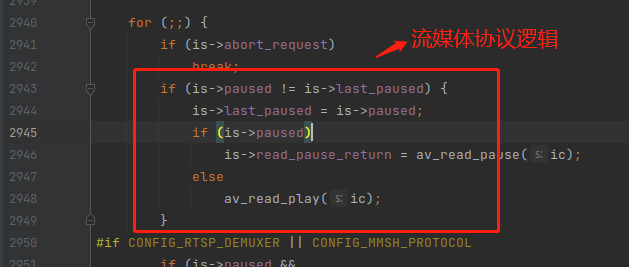 2939
2940 for (;;) {
2941 if (is->abort_request) 流媒体协议逻辑
2942 break;
2943 if (is->paused != is->last_paused) {
2944 is->last_paused = is->paused;
2945 if (is->paused)
2946 is->read_pause_return = av_read_pause( s: ic);
2947 else
2948 av_read_play( s: ic);
2949 }
2950 #if CONFIG_RTSP_DEMUXER || CONFIG_MMSH_PROTOCOL
2951 if (is->paused &&